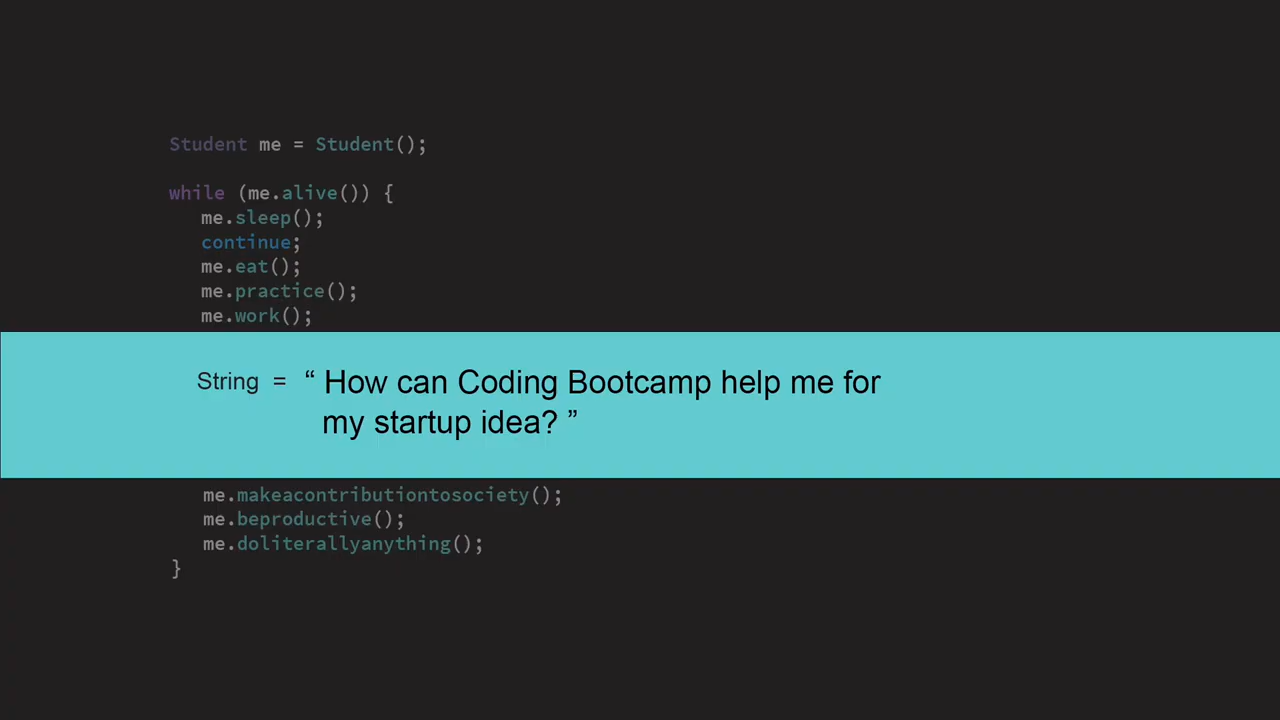 Student me = Student();
while (me.alive()) {
me.sleep();
continue;
me.eat();
me.practice();
me.work();
String = “ How can Coding Bootcamp help me for
my startup idea? ”
me.makeacontributiontosociety();
me.beproductive();
me.doliterallyanything();
}